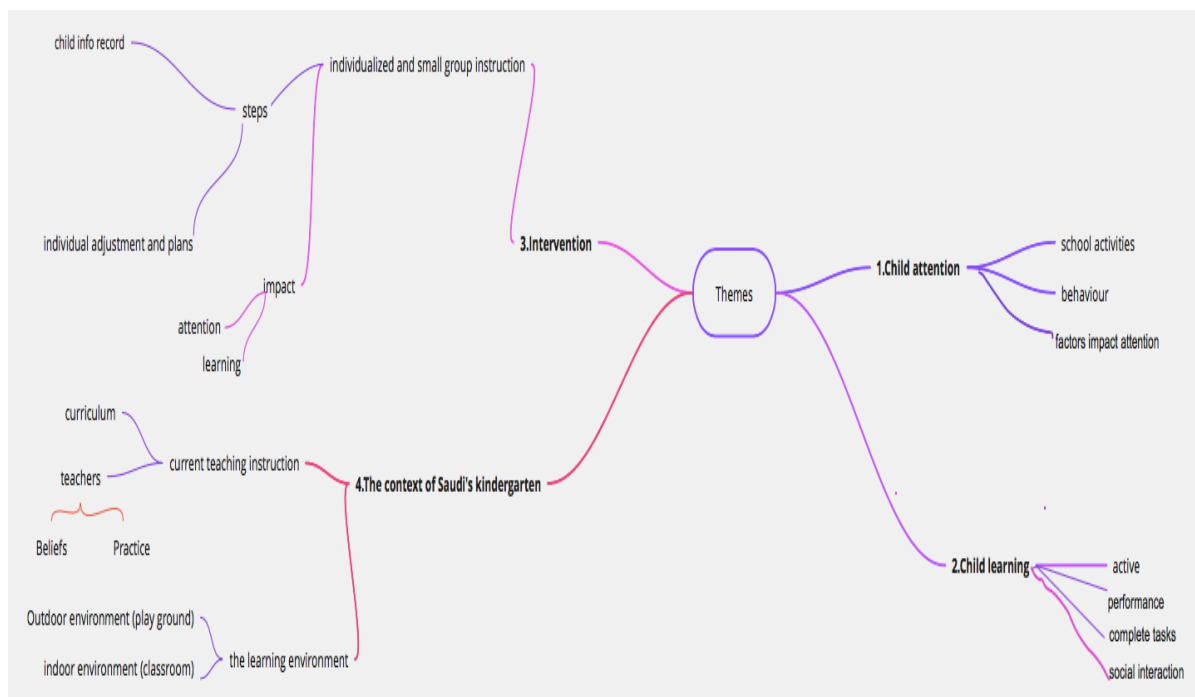 Themes
1.Child attention
school activities
behaviour
factors impact attention
2.Child learning
active
performance
complete tasks
social interaction
3.Intervention
individualized and small group instruction
steps
child info record
individual adjustment and plans
impact
attention
learning
4.The context of Saudi's kindergarten
current teaching instruction
curriculum
teachers
Beliefs
Practice
the learning environment
Outdoor environment (play ground)
indoor environment (classroom)